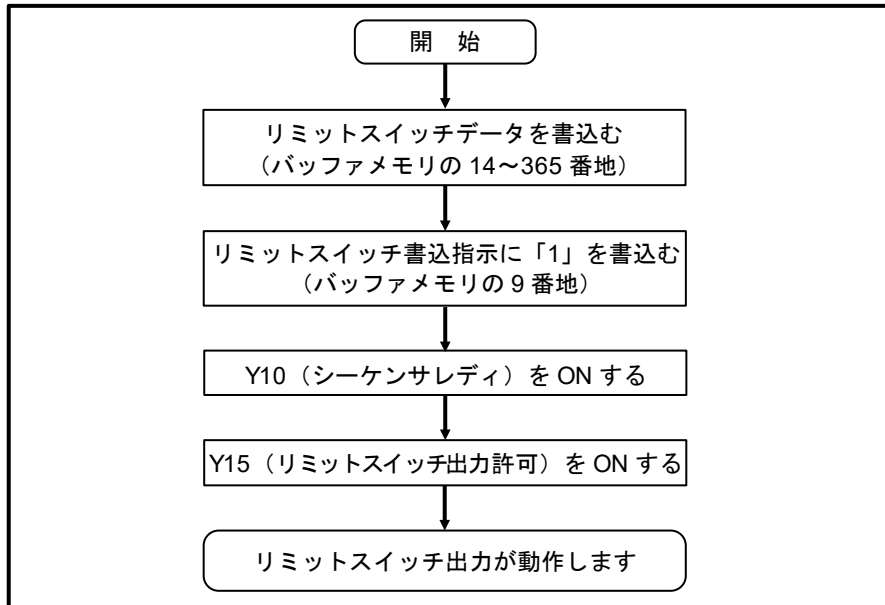 開 始
リミットスイッチデータを書込む
(バッファメモリの 14～365 番地)
リミットスイッチ書込指示に「1」を書込む
(バッファメモリの 9 番地)
Y10(シーケンサレディ)を ON する
Y15(リミットスイッチ出力許可)を ON する
リミットスイッチ出力が動作します